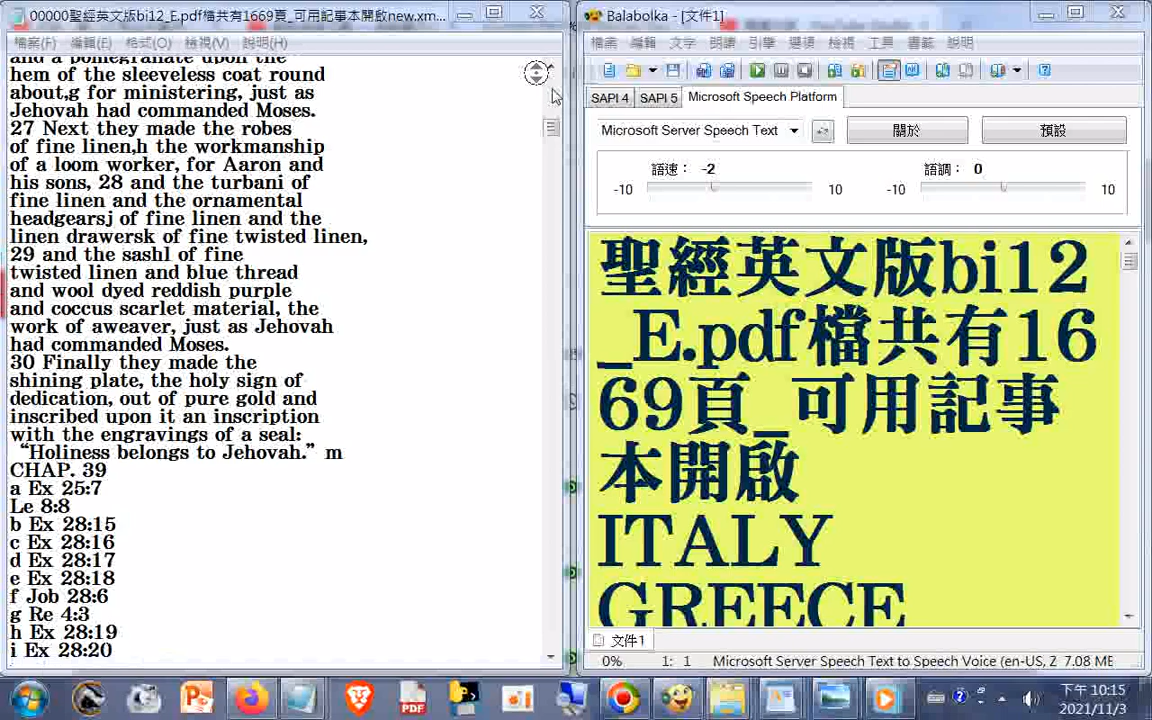 00000聖經英文版bi12_E.pdf檔共有1669頁_可用記事本開啟new.xm...
檔案(F) 編輯(E) 格式(O) 檢視(V) 說明(H)
and a pomegranate upon the
hem of the sleeveless coat round
about,g for ministering, just as
Jehovah had commanded Moses.
27 Next they made the robes
of fine linen,h the workmanship
of a loom worker, for Aaron and
his sons, 28 and the turbani of
fine linen and the ornamental
headgearsj of fine linen and the
linen drawersk of fine twisted linen,
29 and the sashl of fine
twisted linen and blue thread
and wool dyed reddish purple
and coccus scarlet material, the
work of aweaver, just as Jehovah
had commanded Moses.
30 Finally they made the
shining plate, the holy sign of
dedication, out of pure gold and
inscribed upon it an inscription
with the engravings of a seal:
“Holiness belongs to Jehovah.” m
CHAP. 39
a Ex 25:7
Le 8:8
b Ex 28:15
c Ex 28:16
d Ex 28:17
e Ex 28:18
f Job 28:6
g Re 4:3
h Ex 28:19
i Ex 28:20
Balabolka - [文件1]
檔案 編輯 文字 朗讀 引擎 選項 檢視 工具 書籤 說明
SAPI 4 SAPI 5 Microsoft Speech Platform
Microsoft Server Speech Text 關於 預設
語速： -2 語調： 0
-10 10 -10 10
聖經英文版bi12
_E.pdf檔共有16
69頁_可用記事
本開啟
ITALY
GREECE
文件1
0% 1: 1 Microsoft Server Speech Text to Speech Voice (en-US, 2 7.08 ME
下午 10:15
2021/11/3